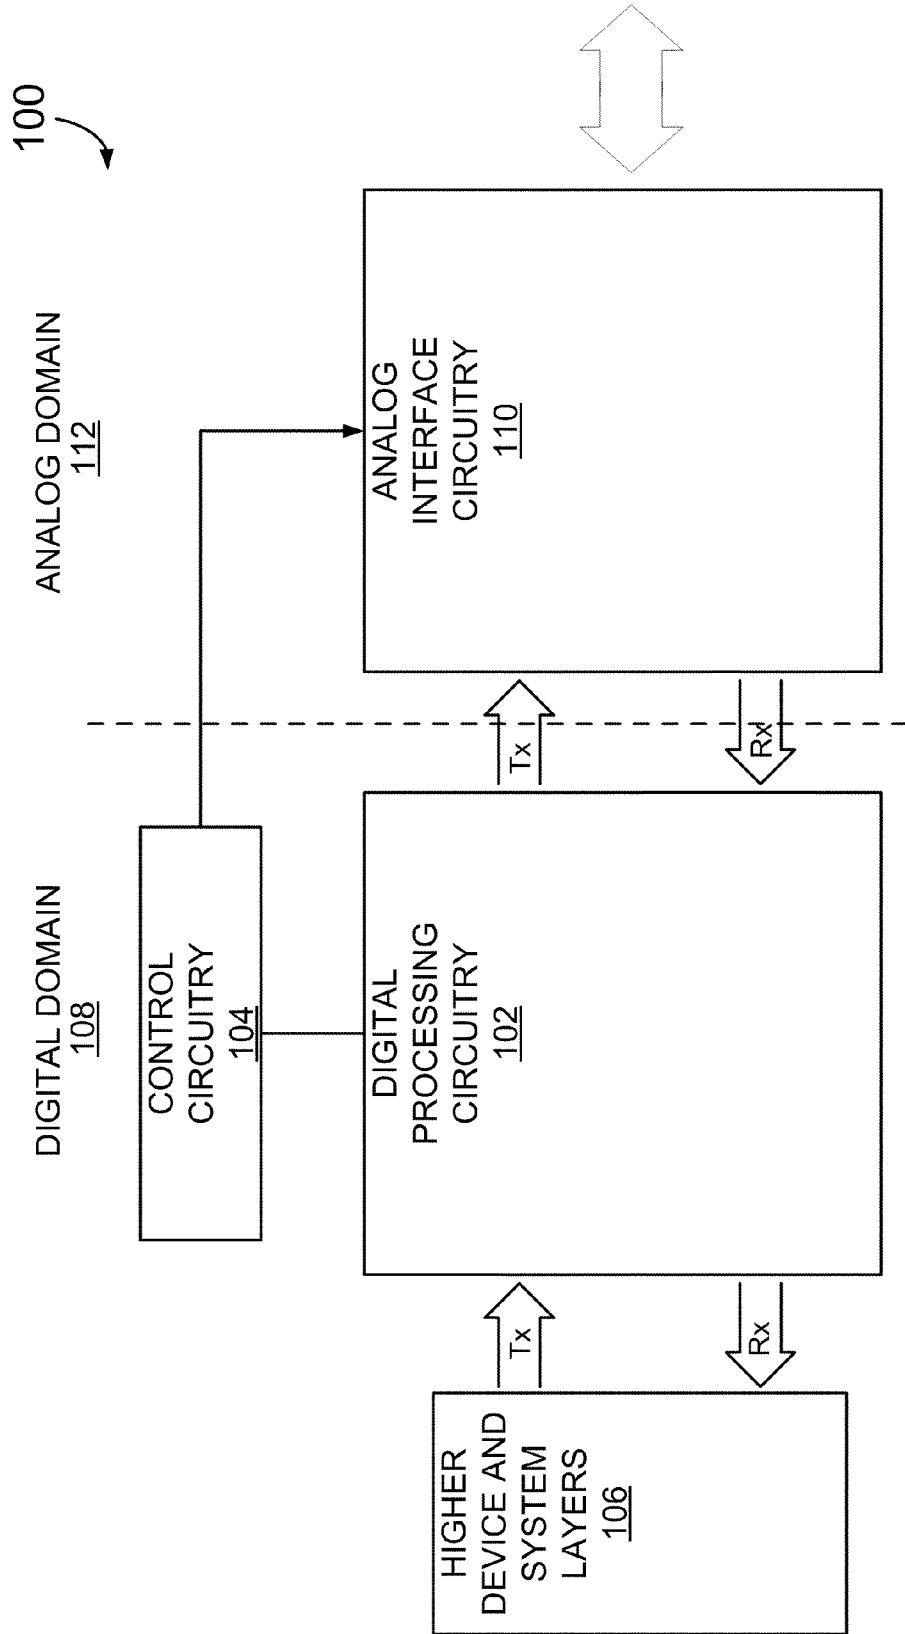 100
DIGITAL DOMAIN
108
ANALOG DOMAIN
112
CONTROL
CIRCUITRY
104
HIGHER
DEVICE AND
SYSTEM
LAYERS
106
Tx
Rx
DIGITAL
PROCESSING
CIRCUITRY
102
Tx
Rx
ANALOG
INTERFACE
CIRCUITRY
110